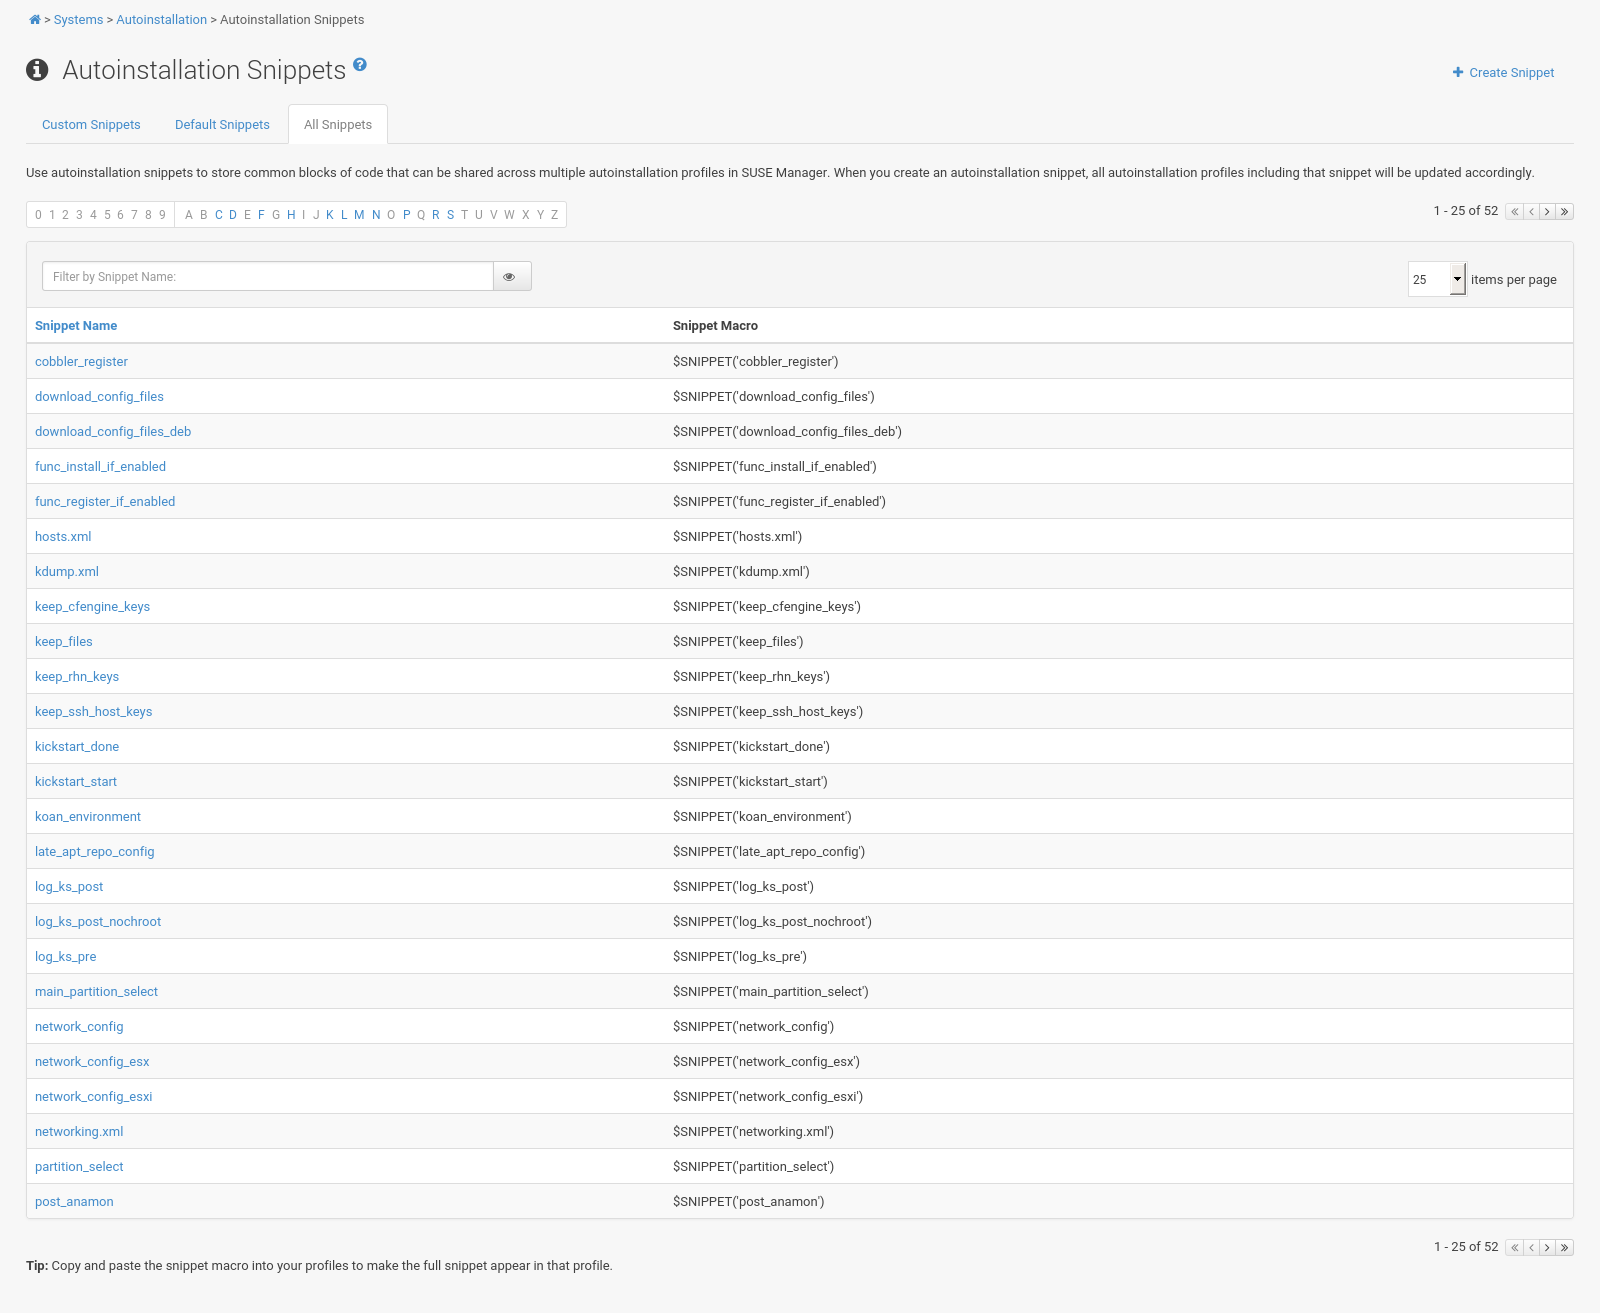 > Systems > Autoinstallation > Autoinstallation Snippets
Autoinstallation Snippets
Create Snippet
Custom Snippets Default Snippets All Snippets
Use autoinstallation snippets to store common blocks of code that can be shared across multiple autoinstallation profiles in SUSE Manager. When you create an autoinstallation snippet, all autoinstallation profiles including that snippet will be updated accordingly.
0 1 2 3 4 5 6 7 8 9 A B C D E F G H I J K L M N O P Q R S T U V W X Y Z 1 - 25 of 52
Filter by Snippet Name: 25 items per page
Snippet Name Snippet Macro
cobbler_register $SNIPPET('cobbler_register')
download_config_files $SNIPPET('download_config_files')
download_config_files_deb $SNIPPET('download_config_files_deb')
func_install_if_enabled $SNIPPET('func_install_if_enabled')
func_register_if_enabled $SNIPPET('func_register_if_enabled')
hosts.xml $SNIPPET('hosts.xml')
kdump.xml $SNIPPET('kdump.xml')
keep_cfengine_keys $SNIPPET('keep_cfengine_keys')
keep_files $SNIPPET('keep_files')
keep_rhn_keys $SNIPPET('keep_rhn_keys')
keep_ssh_host_keys $SNIPPET('keep_ssh_host_keys')
kickstart_done $SNIPPET('kickstart_done')
kickstart_start $SNIPPET('kickstart_start')
koan_environment $SNIPPET('koan_environment')
late_apt_repo_config $SNIPPET('late_apt_repo_config')
log_ks_post $SNIPPET('log_ks_post')
log_ks_post_nochroot $SNIPPET('log_ks_post_nochroot')
log_ks_pre $SNIPPET('log_ks_pre')
main_partition_select $SNIPPET('main_partition_select')
network_config $SNIPPET('network_config')
network_config_esx $SNIPPET('network_config_esx')
network_config_esxi $SNIPPET('network_config_esxi')
networking.xml $SNIPPET('networking.xml')
partition_select $SNIPPET('partition_select')
post_anamon $SNIPPET('post_anamon')
1 - 25 of 52
Tip: Copy and paste the snippet macro into your profiles to make the full snippet appear in that profile.